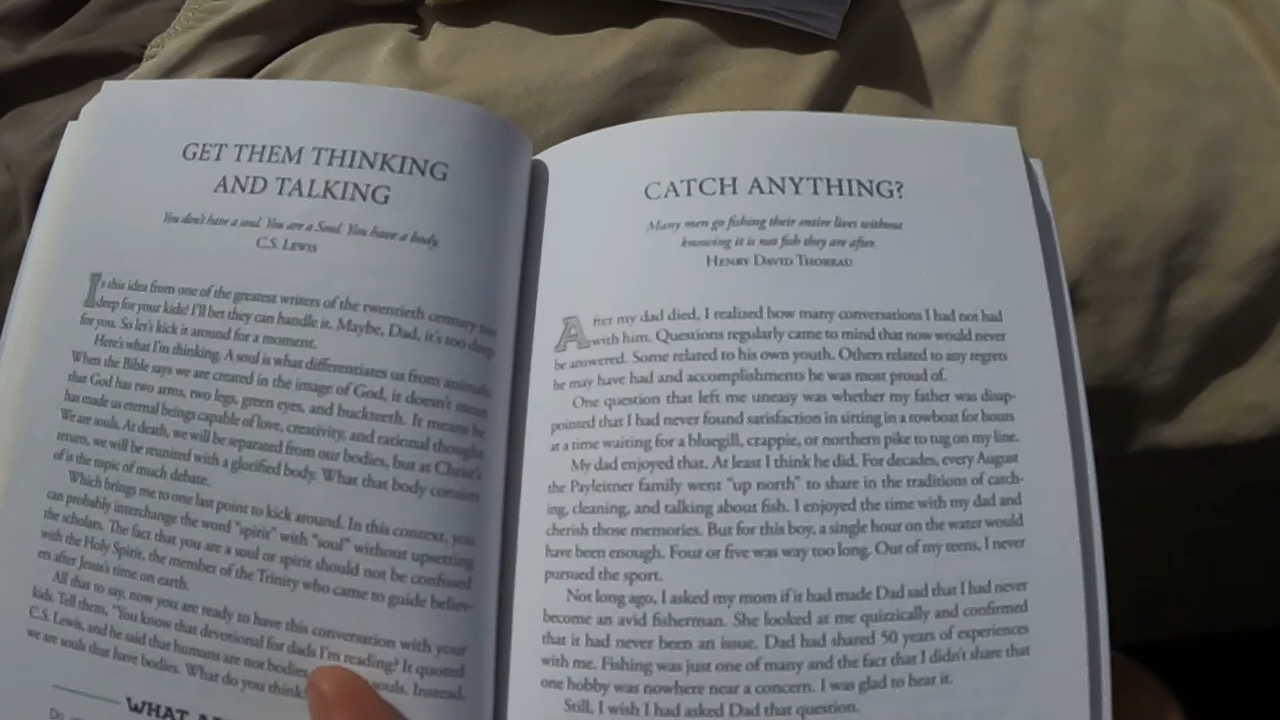 GET THEM THINKING
AND TALKING
You don't have a soul. You are a Soul. You have a body.
C.S. Lewis
Is this idea from one of the greatest writers of the twentieth century too
deep for your kids? I'll bet they can handle it. Maybe, Dad, it's too deep
for you. So let's kick it around for a moment.
Here's what I'm thinking. A soul is what differentiates us from animals.
When the Bible says we are created in the image of God, it doesn't mean
that God has two arms, two legs, green eyes, and buckteeth. It means he
has made us eternal beings capable of love, creativity, and rational thought.
We are souls. At death, we will be separated from our bodies, but at Christ's
return, we will be reunited with a glorified body. What that body consists
of is the topic of much debate.
Which brings me to one last point to kick around. In this context, you
can probably interchange the word "spirit" with "soul" without upsetting
the scholars. The fact that you are a soul or spirit should not be confused
with the Holy Spirit, the member of the Trinity who came to guide believ-
ers after Jesus's time on earth.
All that to say, now you are ready to have this conversation with your
kids. Tell them, "You know that devotional for dads I'm reading? It quoted
C.S. Lewis, and he said that humans are not bodies souls. Instead,
we are souls that have bodies. What do you think
WHAT
CATCH ANYTHING?
Many men go fishing their entire lives without
knowing it is not fish they are after.
Henry David Thoreau
After my dad died, I realized how many conversations I had not had
with him. Questions regularly came to mind that now would never
be answered. Some related to his own youth. Others related to any regrets
he may have had and accomplishments he was most proud of.
One question that left me uneasy was whether my father was disap-
pointed that I had never found satisfaction in sitting in a rowboat for hours
at a time waiting for a bluegill, crappie, or northern pike to tug on my line.
My dad enjoyed that. At least I think he did. For decades, every August
the Payleitner family went "up north" to share in the traditions of catch-
ing, cleaning, and talking about fish. I enjoyed the time with my dad and
cherish those memories. But for this boy, a single hour on the water would
have been enough. Four or five was way too long. Out of my teens, I never
pursued the sport.
Not long ago, I asked my mom if it had made Dad sad that I had never
become an avid fisherman. She looked at me quizzically and confirmed
that it had never been an issue. Dad had shared 50 years of experiences
with me. Fishing was just one of many and the fact that I didn't share that
one hobby was nowhere near a concern. I was glad to hear it.
Still, I wish I had asked Dad that question.